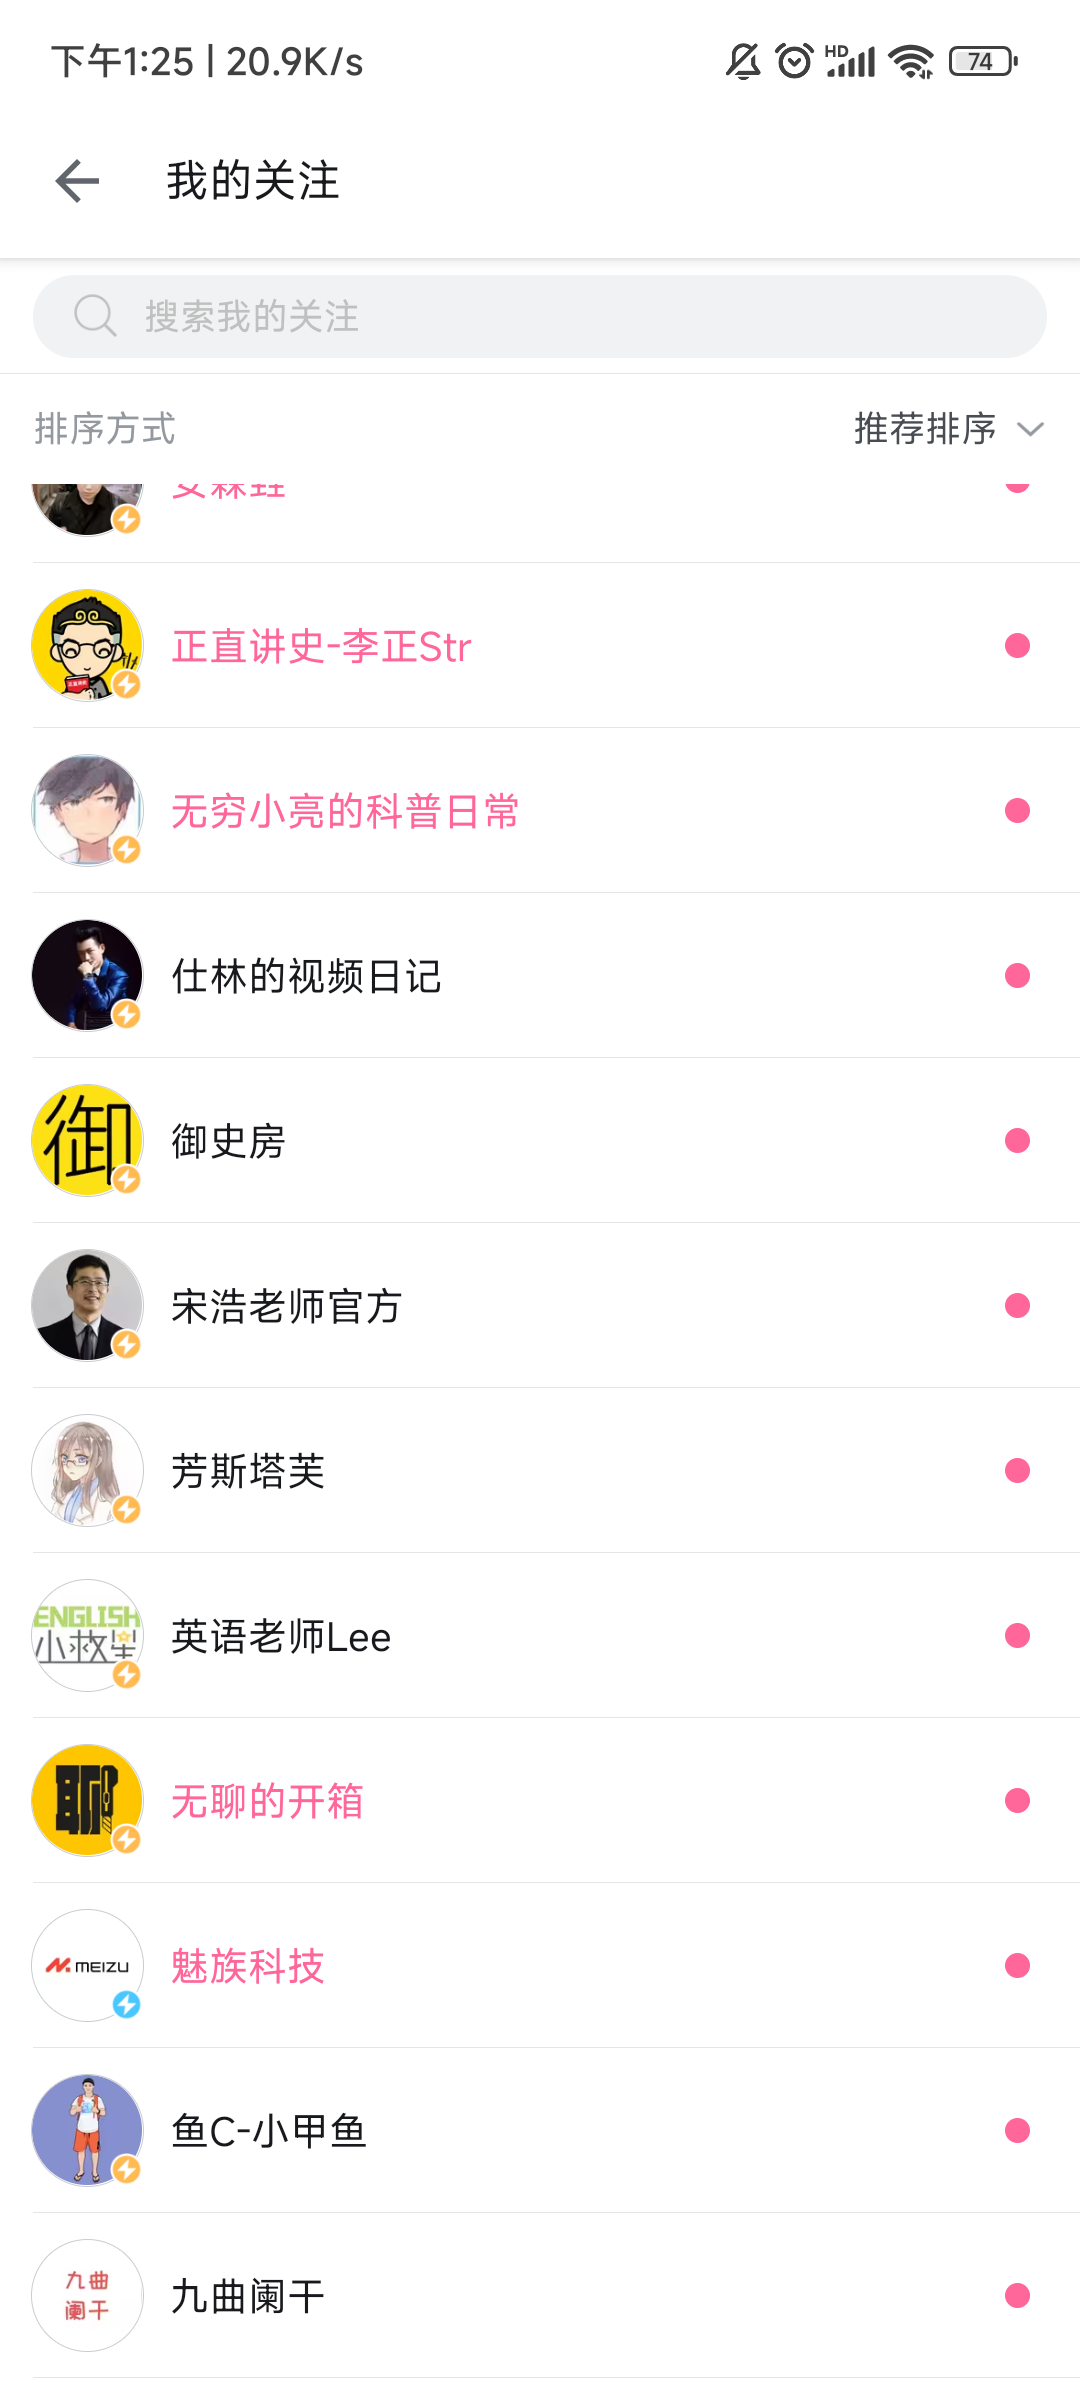 下午1:25 | 20.9K/s
HD
74
我的关注
搜索我的关注
排序方式
推荐排序
正直讲史-李正Str
无穷小亮的科普日常
仕林的视频日记
御
御史房
宋浩老师官方
芳斯塔芙
ENGLISH
小救星
英语老师Lee
聊
无聊的开箱
MEIZU
魅族科技
鱼C-小甲鱼
九曲
阑干
九曲阑干